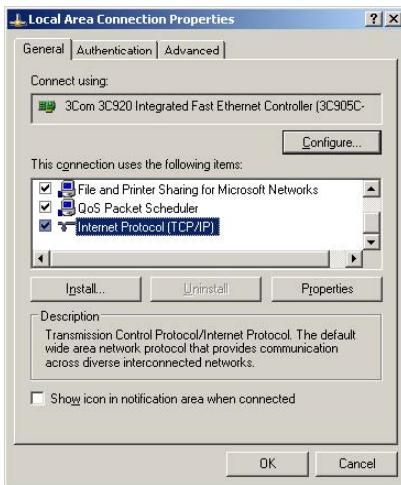 Local Area Connection Properties
General Authentication Advanced
Connect using:
3Com 3C920 Integrated Fast Ethernet Controller (3C905C-
Configure...
This connection uses the following items:
File and Printer Sharing for Microsoft Networks
QoS Packet Scheduler
Internet Protocol (TCP/IP)
Install... Uninstall Properties
Description
Transmission Control Protocol/Internet Protocol. The default
wide area network protocol that provides communication
across diverse interconnected networks.
Show icon in notification area when connected
OK Cancel